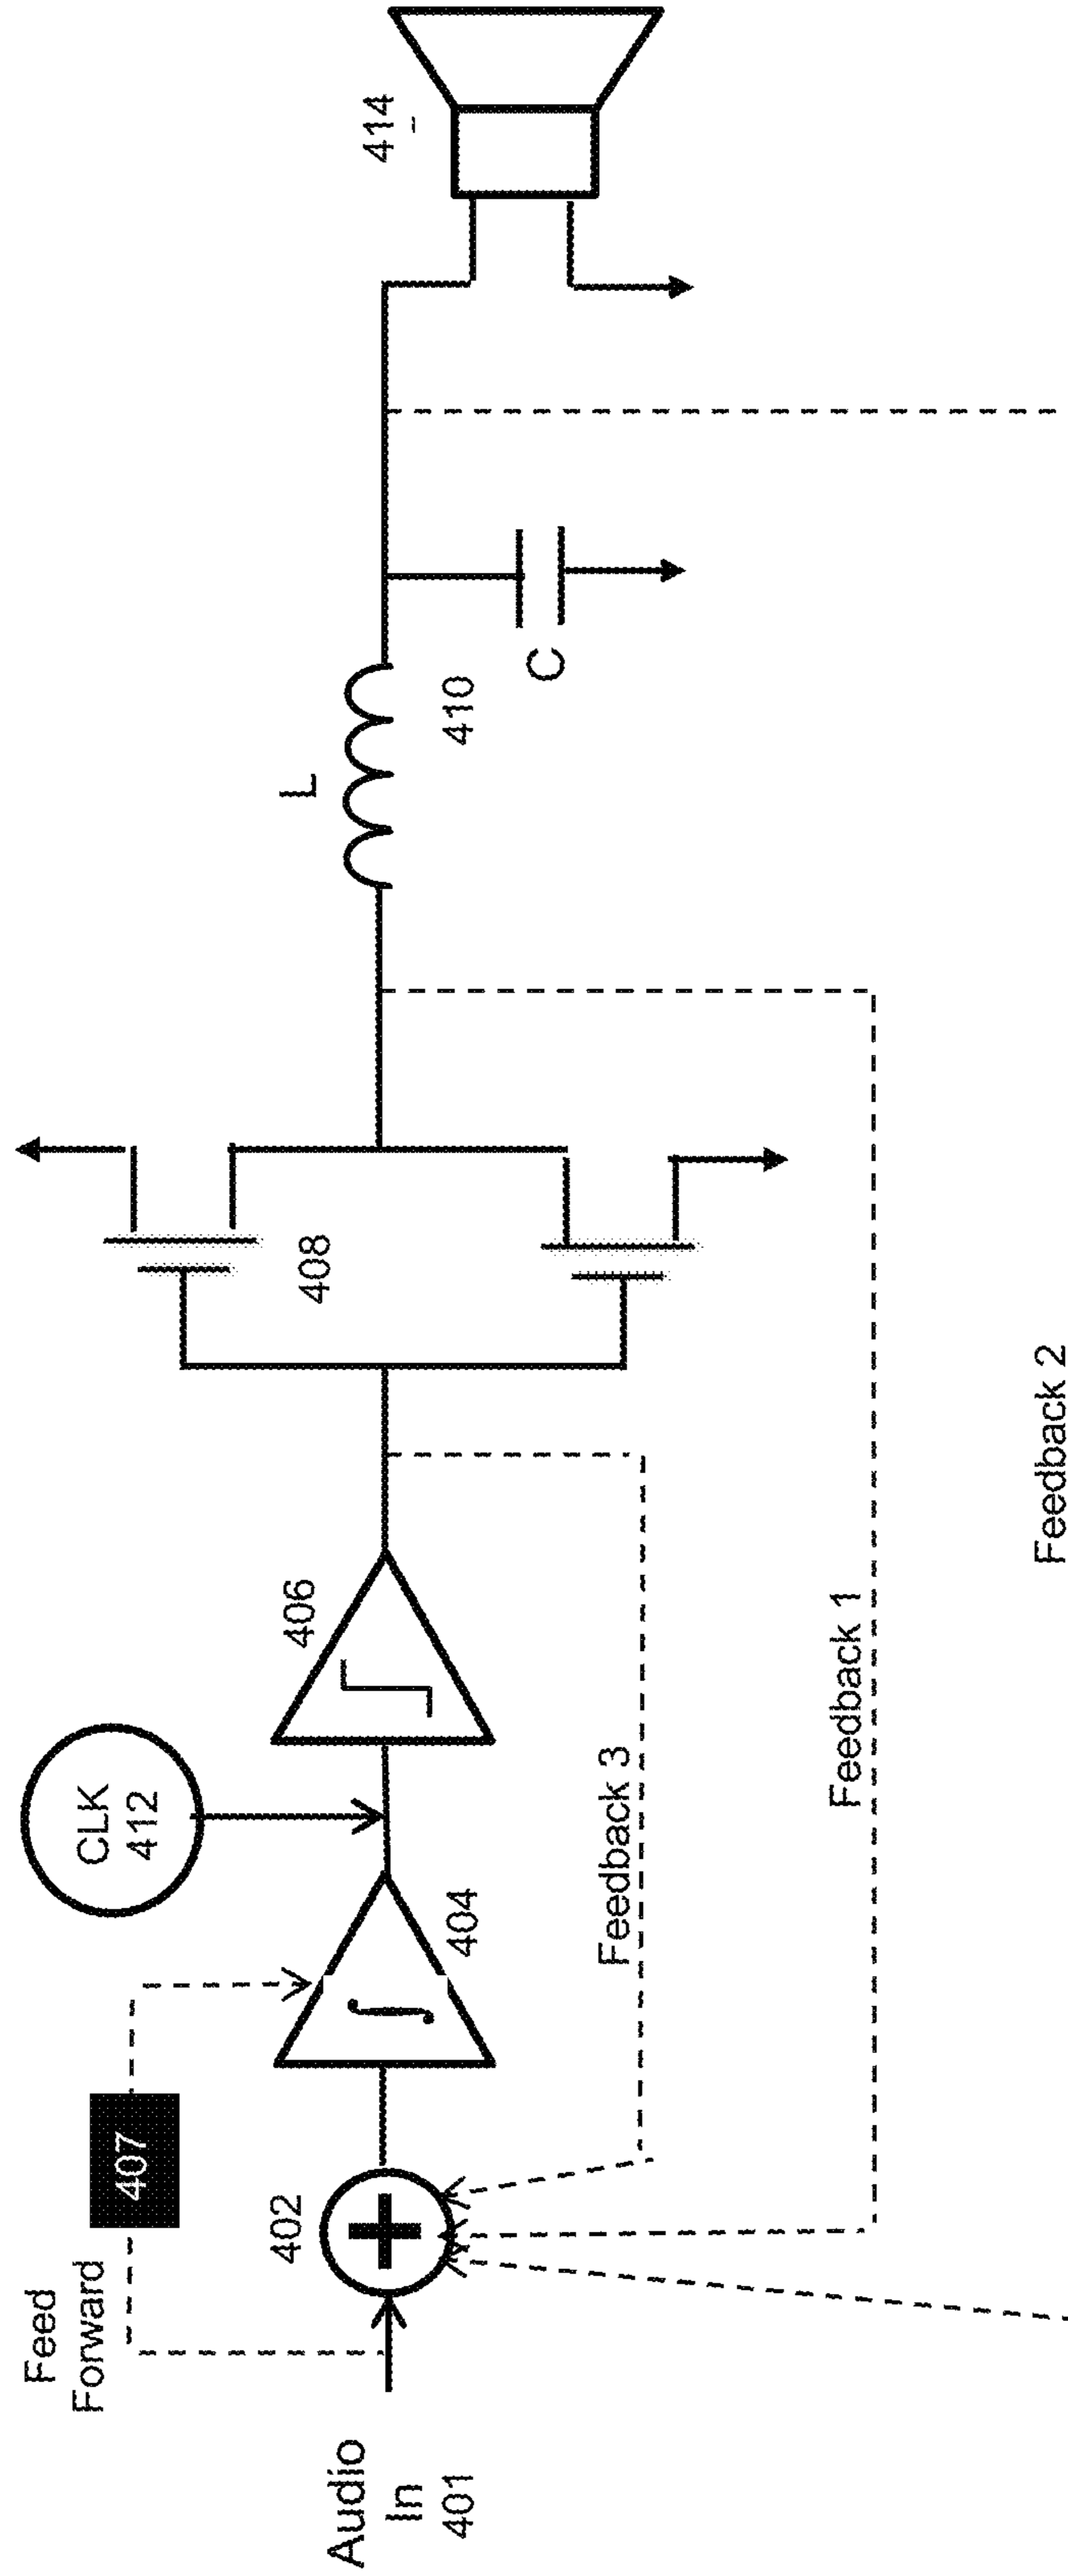 Audio
In
401
Feed
Forward
407
402
404
CLK
412
406
408
L
410
C
414
Feedback 3
Feedback 1
Feedback 2